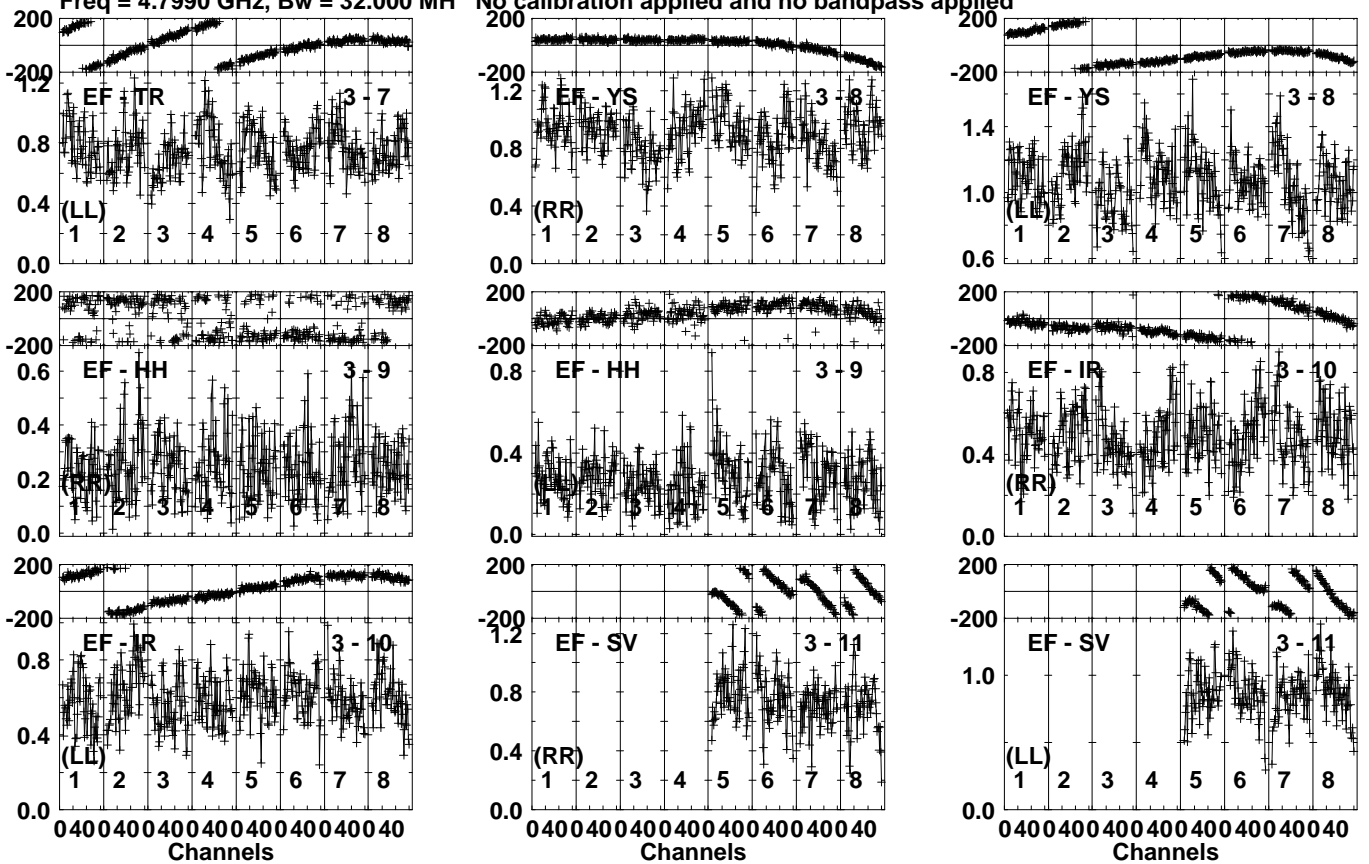 Freq = 4.7990 GHz, Bw = 32.000 MH No calibration applied and no bandpass applied
200
-200
1.2
0.8
0.4
0.0
EF - TR 3 - 7
(LL)
1 2 3 4 5 6 7 8
200
-200
1.2
0.8
0.4
0.0
EF - YS 3 - 8
(RR)
1 2 3 4 5 6 7 8
200
-200
1.4
1.0
0.6
EF - YS 3 - 8
(LL)
1 2 3 4 5 6 7 8
200
-200
0.6
0.4
0.2
0.0
EF - HH 3 - 9
(RR)
1 2 3 4 5 6 7 8
200
-200
0.8
0.4
0.0
EF - HH 3 - 9
(LL)
1 2 3 4 5 6 7 8
200
-200
0.8
0.4
0.0
EF - IR 3 - 10
(RR)
1 2 3 4 5 6 7 8
200
-200
0.8
0.4
0.0
EF - IR 3 - 10
(LL)
1 2 3 4 5 6 7 8
0 40 0 40 0 40 0 40 0 40 0 40 0 40 0 40
Channels
200
-200
1.2
0.8
0.4
0.0
EF - SV 3 - 11
(RR)
1 2 3 4 5 6 7 8
0 40 0 40 0 40 0 40 0 40 0 40 0 40 0 40
Channels
200
-200
1.0
0.0
EF - SV 3 - 11
(LL)
1 2 3 4 5 6 7 8
0 40 0 40 0 40 0 40 0 40 0 40 0 40 0 40
Channels